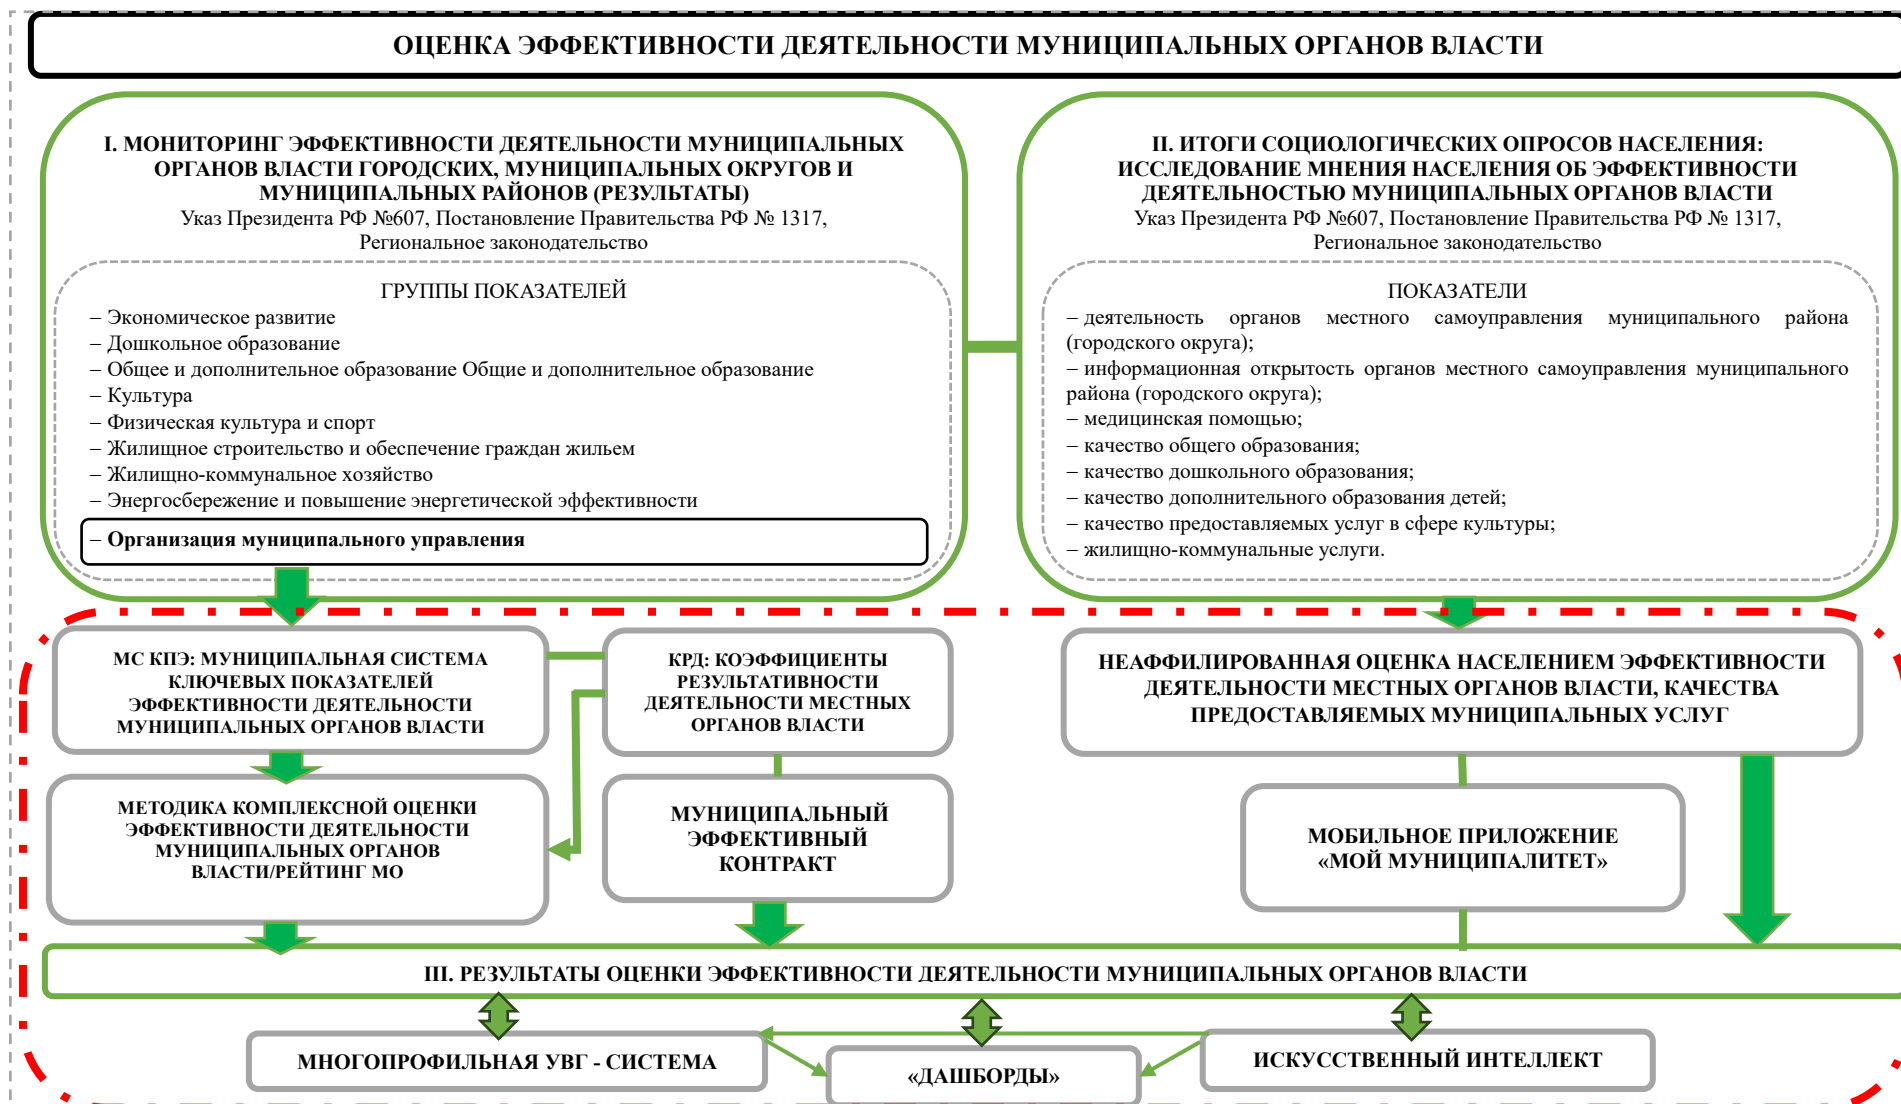 ОЦЕНКА ЭФФЕКТИВНОСТИ ДЕЯТЕЛЬНОСТИ МУНИЦИПАЛЬНЫХ ОРГАНОВ ВЛАСТИ
I. МОНИТОРИНГ ЭФФЕКТИВНОСТИ ДЕЯТЕЛЬНОСТИ МУНИЦИПАЛЬНЫХ
ОРГАНОВ ВЛАСТИ ГОРОДСКИХ, МУНИЦИПАЛЬНЫХ ОКРУГОВ И
МУНИЦИПАЛЬНЫХ РАЙОНОВ (РЕЗУЛЬТАТЫ)
Указ Президента РФ №607, Постановление Правительства РФ № 1317,
Региональное законодательство
ГРУППЫ ПОКАЗАТЕЛЕЙ
– Экономическое развитие
– Дошкольное образование
– Общее и дополнительное образование Общие и дополнительное образование
– Культура
– Физическая культура и спорт
– Жилищное строительство и обеспечение граждан жильем
– Жилищно-коммунальное хозяйство
– Энергосбережение и повышение энергетической эффективности
– Организация муниципального управления
II. ИТОГИ СОЦИОЛОГИЧЕСКИХ ОПРОСОВ НАСЕЛЕНИЯ:
ИССЛЕДОВАНИЕ МНЕНИЯ НАСЕЛЕНИЯ ОБ ЭФФЕКТИВНОСТИ
ДЕЯТЕЛЬНОСТЬЮ МУНИЦИПАЛЬНЫХ ОРГАНОВ ВЛАСТИ
Указ Президента РФ №607, Постановление Правительства РФ № 1317,
Региональное законодательство
ПОКАЗАТЕЛИ
– деятельность органов местного самоуправления муниципального района
(городского округа);
– информационная открытость органов местного самоуправления муниципального
района (городского округа);
– медицинская помощью;
– качество общего образования;
– качество дошкольного образования;
– качество дополнительного образования детей;
– качество предоставляемых услуг в сфере культуры;
– жилищно-коммунальные услуги.
МС КПЭ: МУНИЦИПАЛЬНАЯ СИСТЕМА
КЛЮЧЕВЫХ ПОКАЗАТЕЛЕЙ
ЭФФЕКТИВНОСТИ ДЕЯТЕЛЬНОСТИ
МУНИЦИПАЛЬНЫХ ОРГАНОВ ВЛАСТИ
КРД: КОЭФФИЦИЕНТЫ
РЕЗУЛЬТАТИВНОСТИ
ДЕЯТЕЛЬНОСТИ МЕСТНЫХ
ОРГАНОВ ВЛАСТИ
НЕАФФИЛИРОВАННАЯ ОЦЕНКА НАСЕЛЕНИЕМ ЭФФЕКТИВНОСТИ
ДЕЯТЕЛЬНОСТИ МЕСТНЫХ ОРГАНОВ ВЛАСТИ, КАЧЕСТВА
ПРЕДОСТАВЛЯЕМЫХ МУНИЦИПАЛЬНЫХ УСЛУГ
МЕТОДИКА КОМПЛЕКСНОЙ ОЦЕНКИ
ЭФФЕКТИВНОСТИ ДЕЯТЕЛЬНОСТИ
МУНИЦИПАЛЬНЫХ ОРГАНОВ
ВЛАСТИ/РЕЙТИНГ МО
МУНИЦИПАЛЬНЫЙ
ЭФФЕКТИВНЫЙ
КОНТРАКТ
МОБИЛЬНОЕ ПРИЛОЖЕНИЕ
«МОЙ МУНИЦИПАЛИТЕТ»
III. РЕЗУЛЬТАТЫ ОЦЕНКИ ЭФФЕКТИВНОСТИ ДЕЯТЕЛЬНОСТИ МУНИЦИПАЛЬНЫХ ОРГАНОВ ВЛАСТИ
МНОГОПРОФИЛЬНАЯ УВГ - СИСТЕМА
«ДАШБОРДЫ»
ИСКУССТВЕННЫЙ ИНТЕЛЛЕКТ